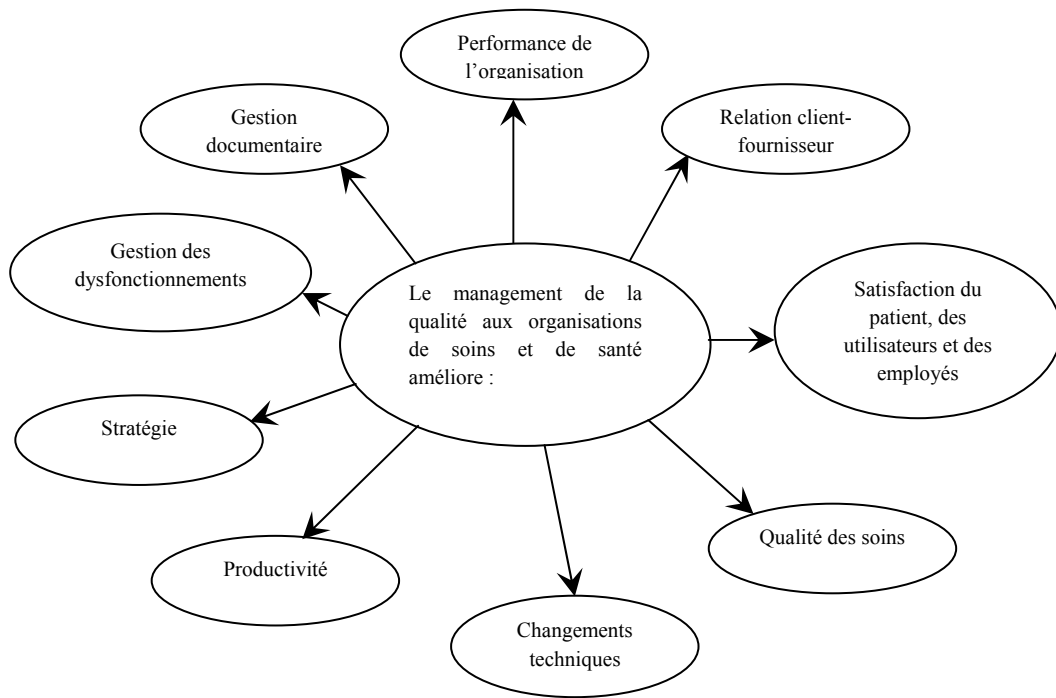 Performance de
l’organisation
Gestion
documentaire
Relation client-
fournisseur
Gestion des
dysfonctionnements
Le management de la
qualité aux organisations
de soins et de santé
améliore :
Satisfaction du
patient, des
utilisateurs et des
employés
Stratégie
Qualité des soins
Productivité
Changements
techniques